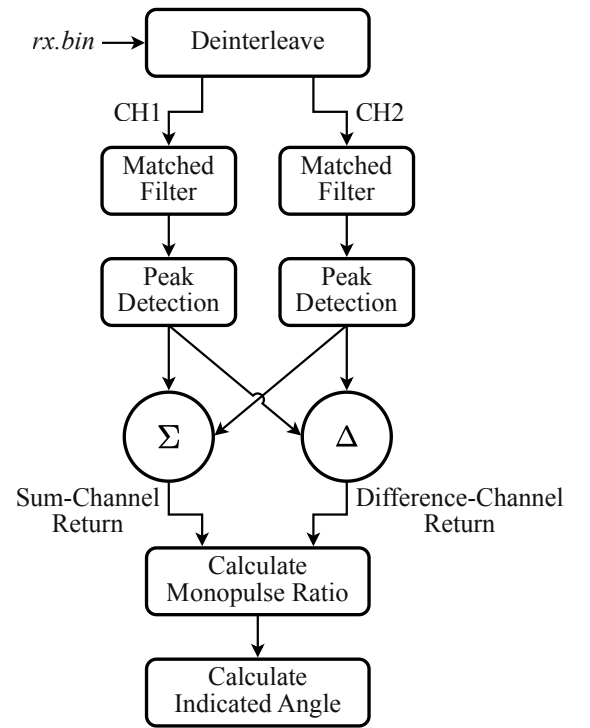 rx.bin
Deinterleave
CH1
CH2
Matched
Filter
Matched
Filter
Peak
Detection
Peak
Detection
Σ
Δ
Sum-Channel
Return
Difference-Channel
Return
Calculate
Monopulse Ratio
Calculate
Indicated Angle